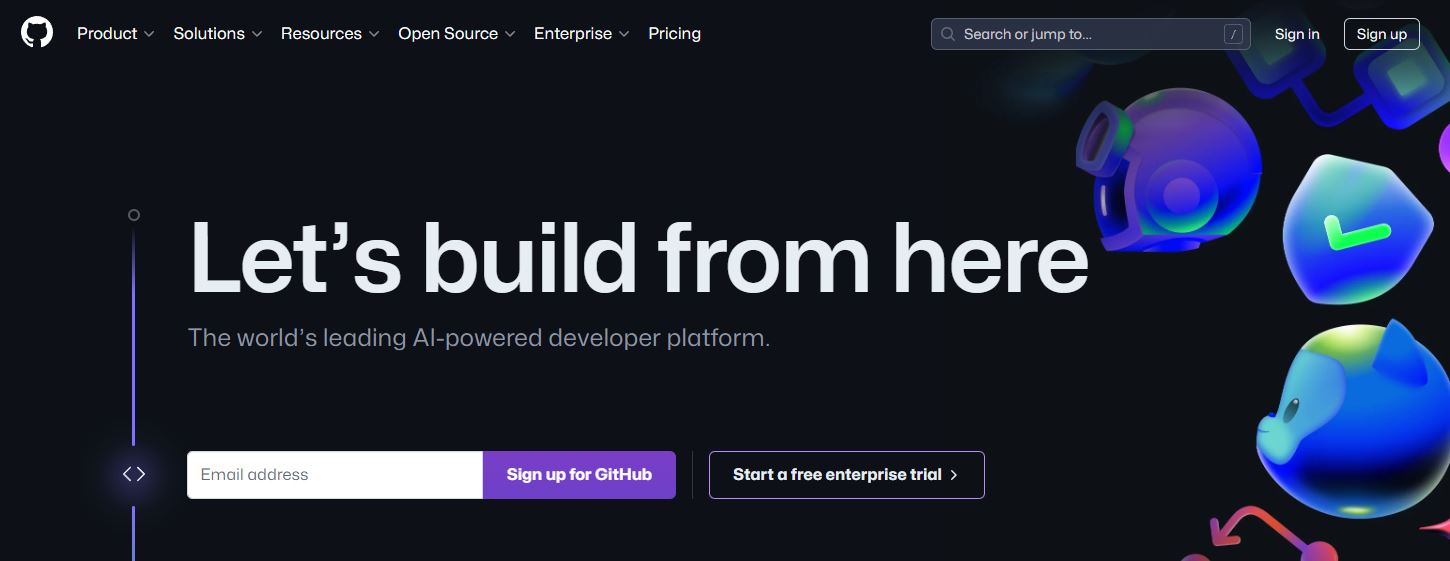 Product Solutions Resources Open Source Enterprise Pricing Search or jump to... / Sign in Sign up
Let’s build from here
The world’s leading AI-powered developer platform.
Email address Sign up for GitHub Start a free enterprise trial